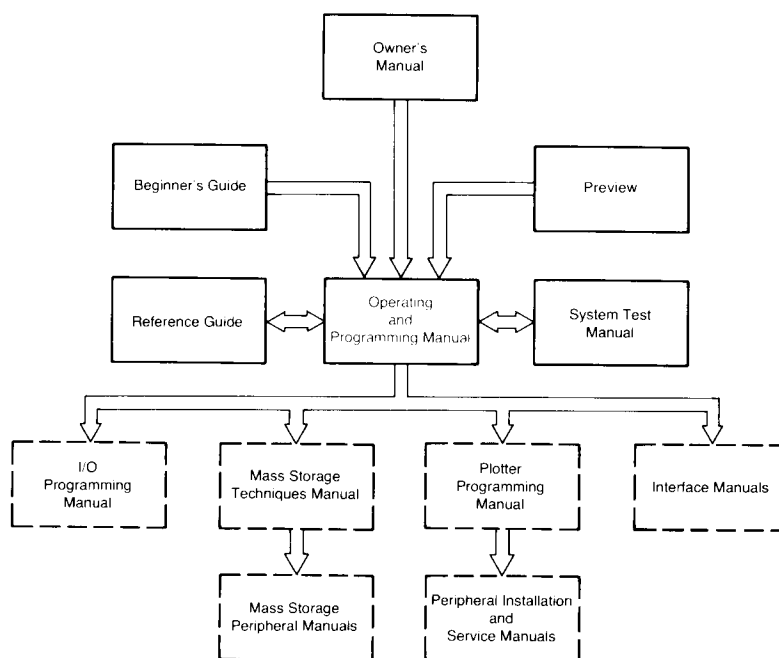 Owner's
Manual
Beginner's Guide
Preview
Reference Guide
Operating
and
Programming Manual
System Test
Manual
I/O
Programming
Manual
Mass Storage
Techniques Manual
Plotter
Programming
Manual
Interface Manuals
Mass Storage
Peripheral Manuals
Peripheral Installation
and
Service Manuals